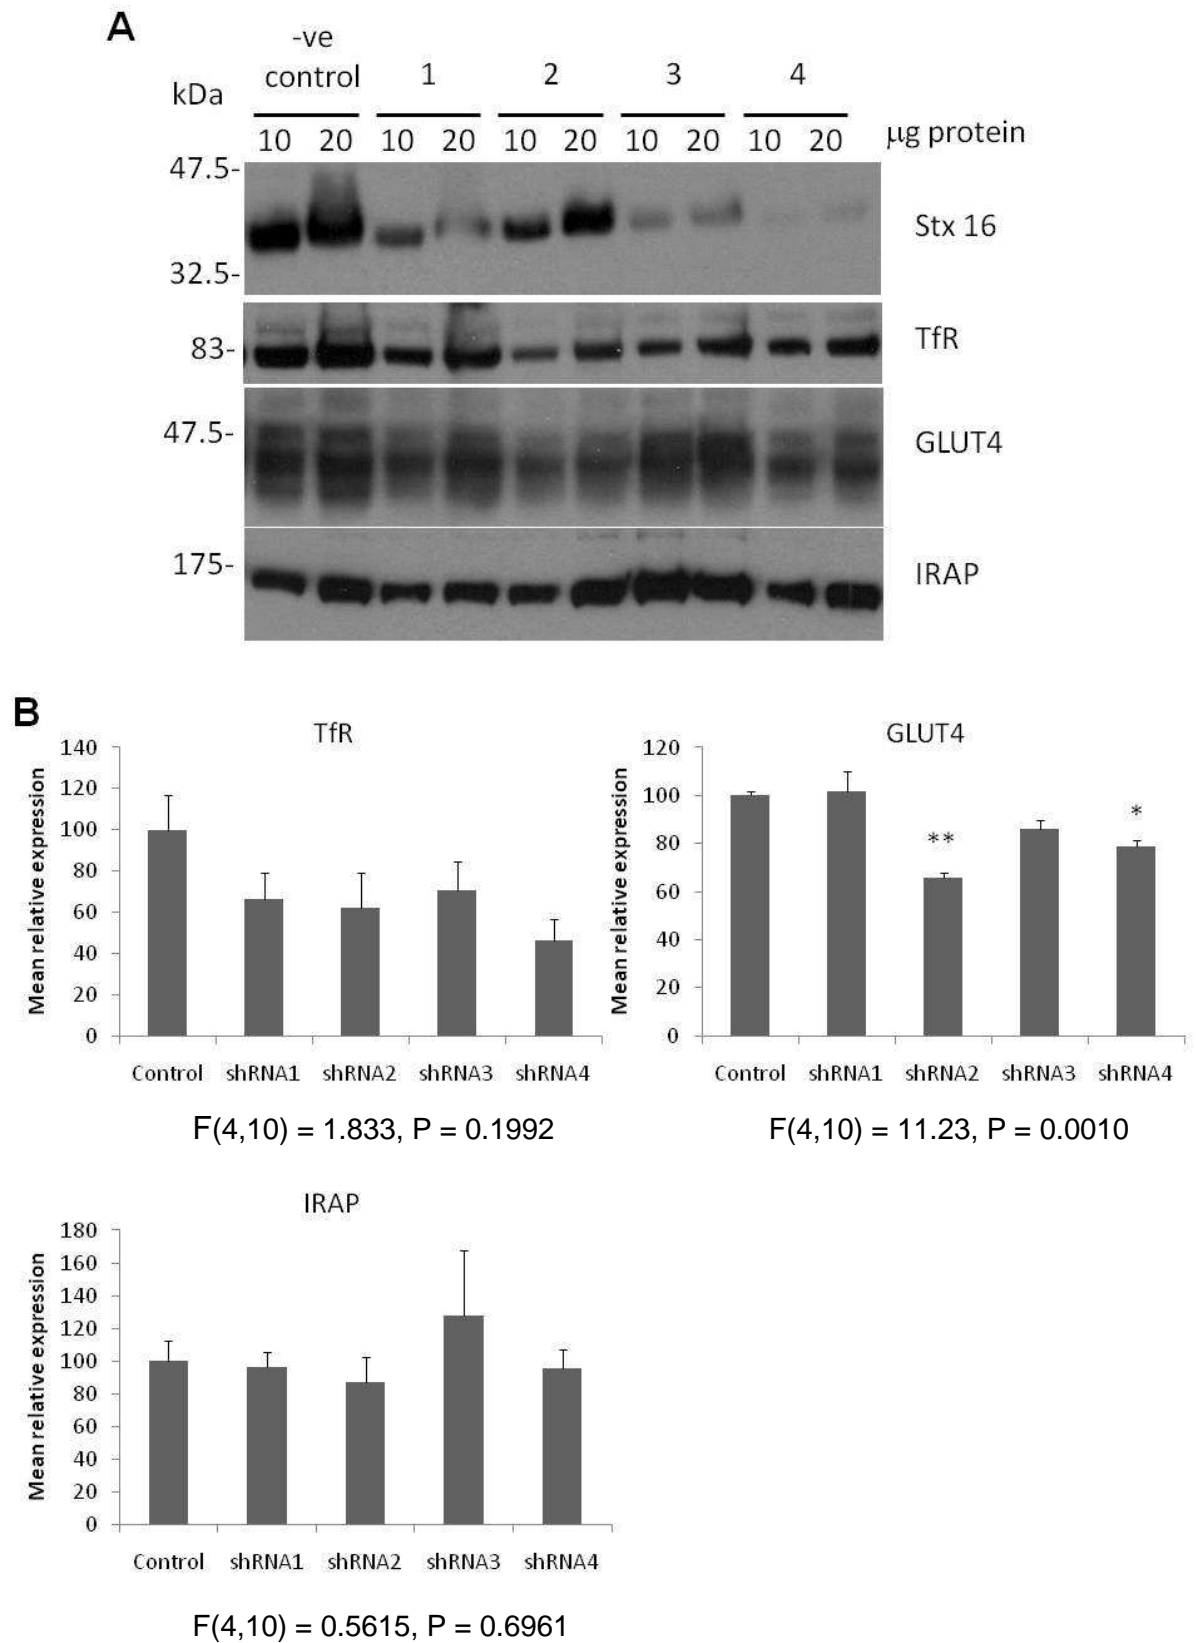 A
-ve
control 1 2 3 4
kDa
10 20 10 20 10 20 10 20 10 20 µg protein
47.5-
Stx 16
32.5-
83- TfR
47.5- GLUT4
175- IRAP
B
TfR
Mean relative expression
140
120
100
80
60
40
20
0
Control shRNA1 shRNA2 shRNA3 shRNA4
F(4,10) = 1.833, P = 0.1992
GLUT4
Mean relative expression
120
100
80
60
40
20
0
**
*
Control shRNA1 shRNA2 shRNA3 shRNA4
F(4,10) = 11.23, P = 0.0010
IRAP
Mean relative expression
180
160
140
120
100
80
60
40
20
0
Control shRNA1 shRNA2 shRNA3 shRNA4
F(4,10) = 0.5615, P = 0.6961